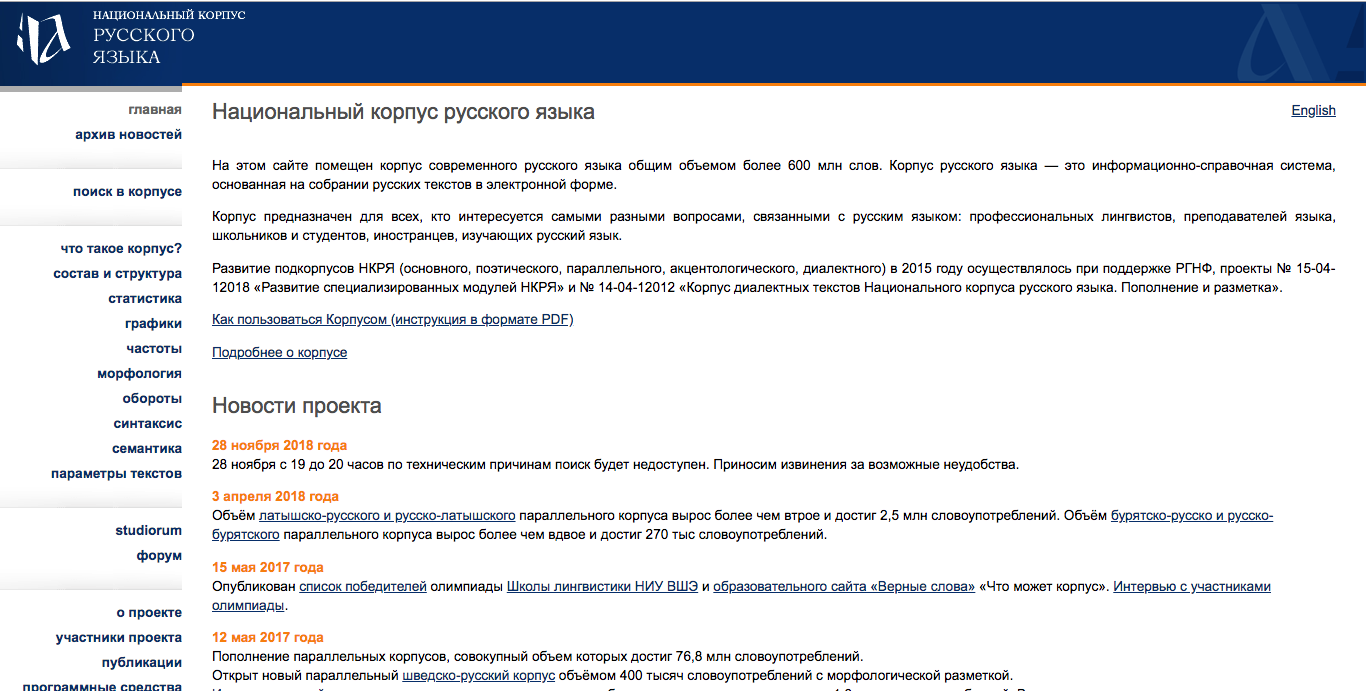 НАЦИОНАЛЬНЫЙ КОРПУС
РУССКОГО
ЯЗЫКА
главная
архив новостей
поиск в корпусе
что такое корпус?
состав и структура
статистика
графики
частоты
морфология
обороты
синтаксис
семантика
параметры текстов
studiorum
форум
о проекте
участники проекта
публикации
программные средства
Национальный корпус русского языка
English
На этом сайте помещен корпус современного русского языка общим объемом более 600 млн слов. Корпус русского языка — это информационно-справочная система,
основанная на собрании русских текстов в электронной форме.
Корпус предназначен для всех, кто интересуется самыми разными вопросами, связанными с русским языком: профессиональных лингвистов, преподавателей языка,
школьников и студентов, иностранцев, изучающих русский язык.
Развитие подкорпусов НКРЯ (основного, поэтического, параллельного, акцентологического, диалектного) в 2015 году осуществлялось при поддержке РГНФ, проекты № 15-04-
12018 «Развитие специализированных модулей НКРЯ» и № 14-04-12012 «Корпус диалектных текстов Национального корпуса русского языка. Пополнение и разметка».
Как пользоваться Корпусом (инструкция в формате PDF)
Подробнее о корпусе
Новости проекта
28 ноября 2018 года
28 ноября с 19 до 20 часов по техническим причинам поиск будет недоступен. Приносим извинения за возможные неудобства.
3 апреля 2018 года
Объём латышско-русского и русско-латышского параллельного корпуса вырос более чем втрое и достиг 2,5 млн словоупотреблений. Объём бурятско-русско и русско-
бурятского параллельного корпуса вырос более чем вдвое и достиг 270 тыс словоупотреблений.
15 мая 2017 года
Опубликован список победителей олимпиады Школы лингвистики НИУ ВШЭ и образовательного сайта «Верные слова» «Что может корпус». Интервью с участниками
олимпиады.
12 мая 2017 года
Пополнение параллельных корпусов, совокупный объем которых достиг 76,8 млн словоупотреблений.
Открыт новый параллельный шведско-русский корпус объёмом 400 тысяч словоупотреблений с морфологической разметкой.